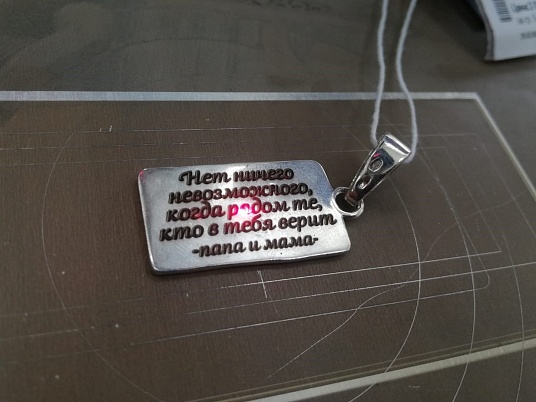 Нет ничего
невозможного,
когда рядом те,
кто в тебя верит
-папа и мама-